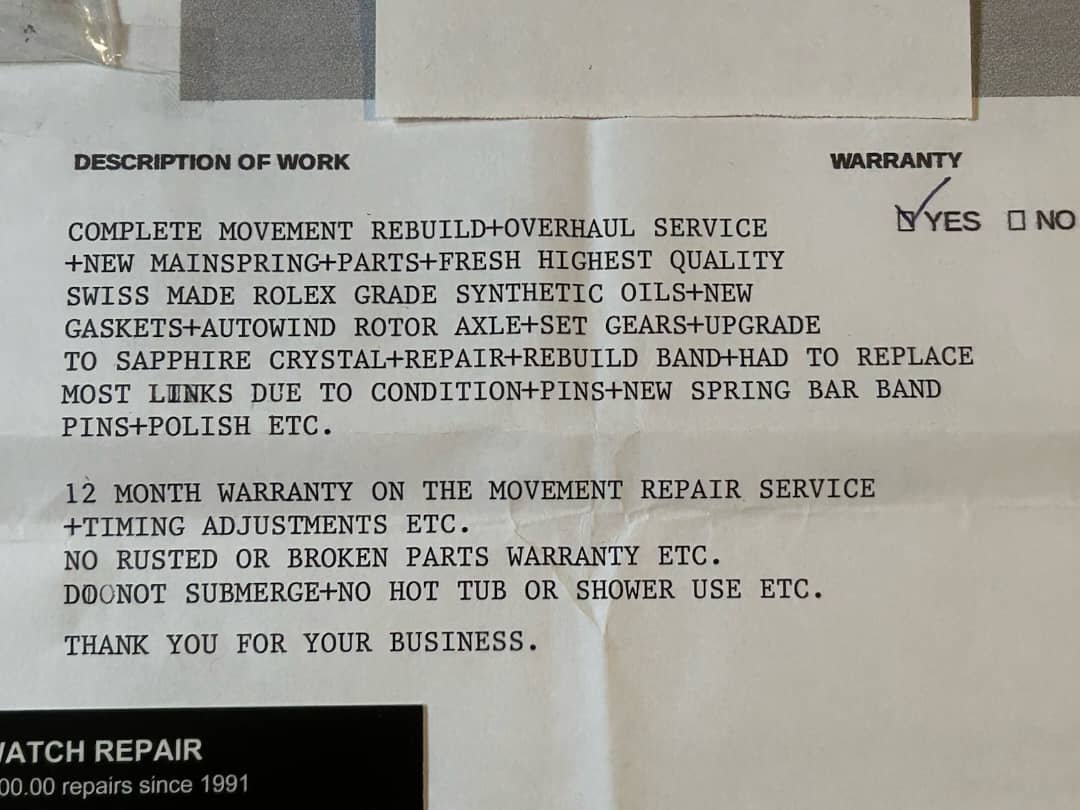 DESCRIPTION OF WORK
WARRANTY
YES NO
COMPLETE MOVEMENT REBUILD+OVERHAUL SERVICE
+NEW MAINSPRING+PARTS+FRESH HIGHEST QUALITY
SWISS MADE ROLEX GRADE SYNTHETIC OILS+NEW
GASKETS+AUTOWIND ROTOR AXLE+SET GEARS+UPGRADE
TO SAPPHIRE CRYSTAL+REPAIR+REBUILD BAND+HAD TO REPLACE
MOST LINKS DUE TO CONDITION+PINS+NEW SPRING BAR BAND
PINS+POLISH ETC.
12 MONTH WARRANTY ON THE MOVEMENT REPAIR SERVICE
+TIMING ADJUSTMENTS ETC.
NO RUSTED OR BROKEN PARTS WARRANTY ETC.
DOONOT SUBMERGE+NO HOT TUB OR SHOWER USE ETC.
THANK YOU FOR YOUR BUSINESS.
REPAIR
00.00 repairs since 1991